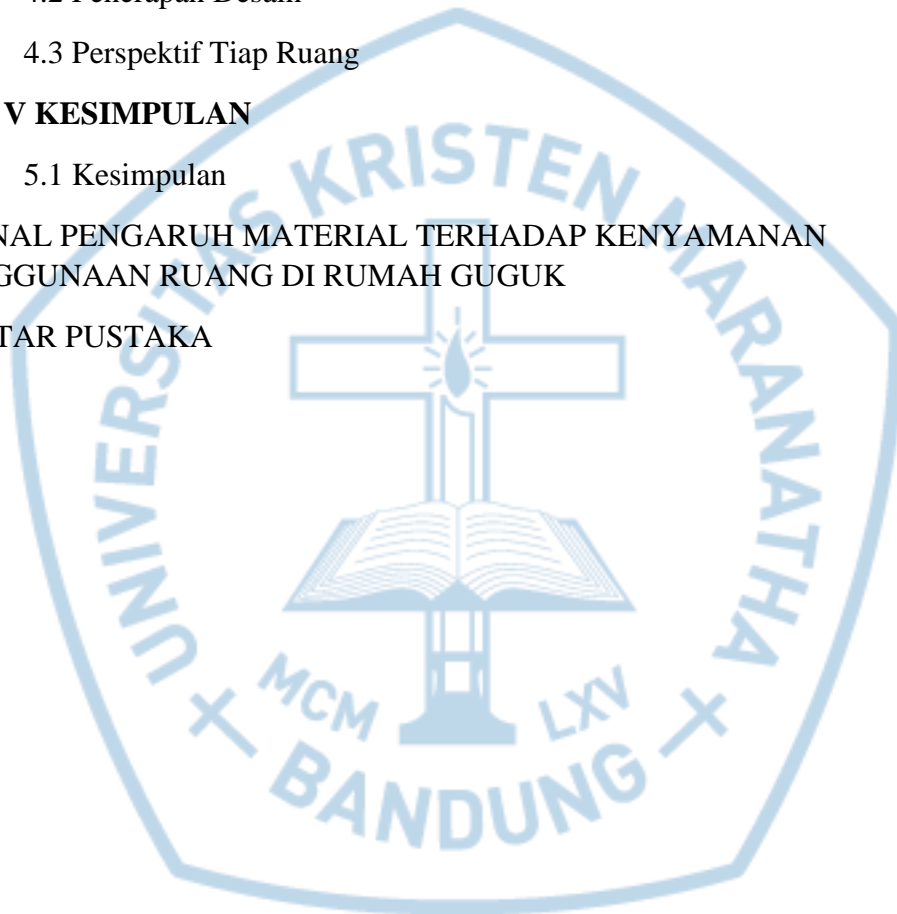 4.2 Penerapan Desain
4.3 Perspektif Tiap Ruang
V KESIMPULAN
5.1 Kesimpulan
NAL PENGARUH MATERIAL TERHADAP KENYAMANAN
GGUNAAN RUANG DI RUMAH GUGUK
TAR PUSTAKA
UNIVERSITAS KRISTEN MARANATHA
MCM LXV
BANDUNG